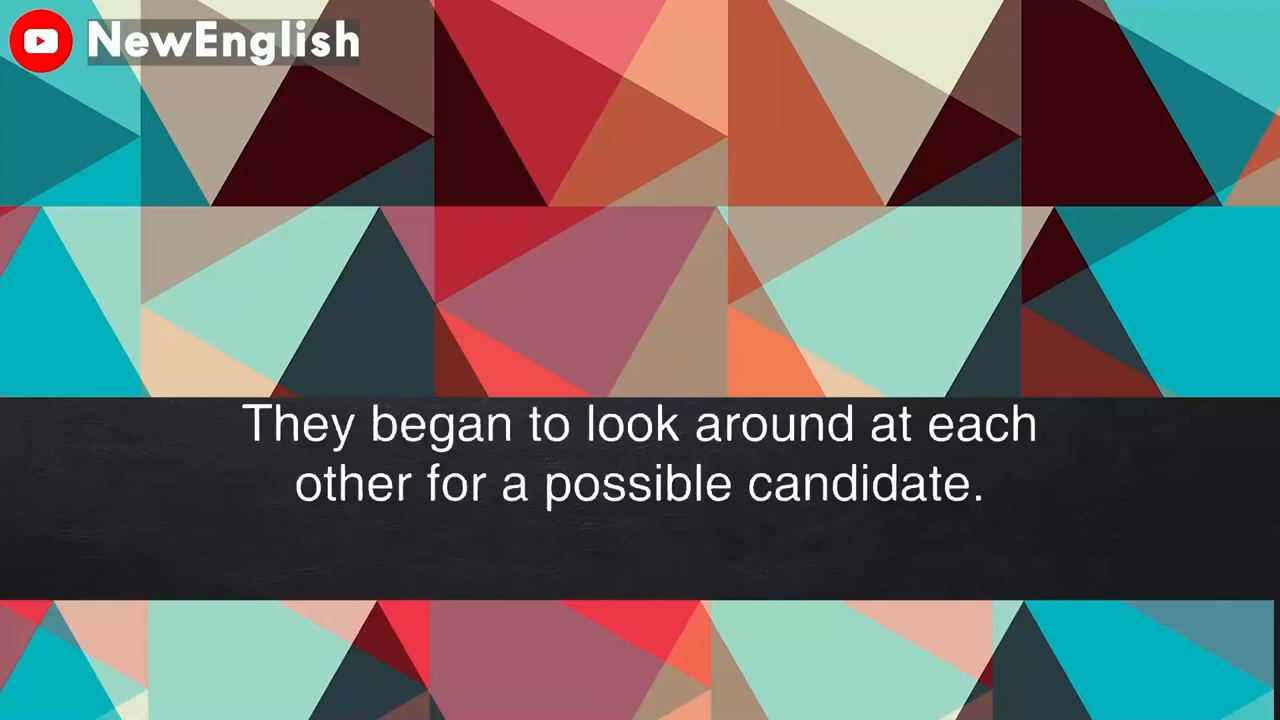 NewEnglish
They began to look around at each
other for a possible candidate.